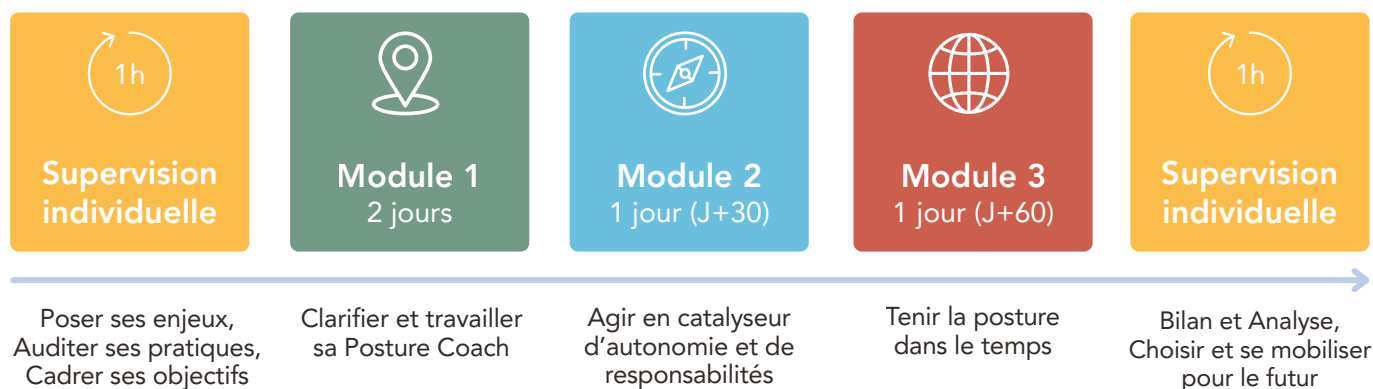 1h
Supervision
individuelle
Module 1
2 jours
Module 2
1 jour (J+30)
Module 3
1 jour (J+60)
1h
Supervision
individuelle
Poser ses enjeux,
Auditer ses pratiques,
Cadrer ses objectifs
Clarifier et travailler
sa Posture Coach
Agir en catalyseur
d’autonomie et de
responsabilités
Tenir la posture
dans le temps
Bilan et Analyse,
Choisir et se mobiliser
pour le futur